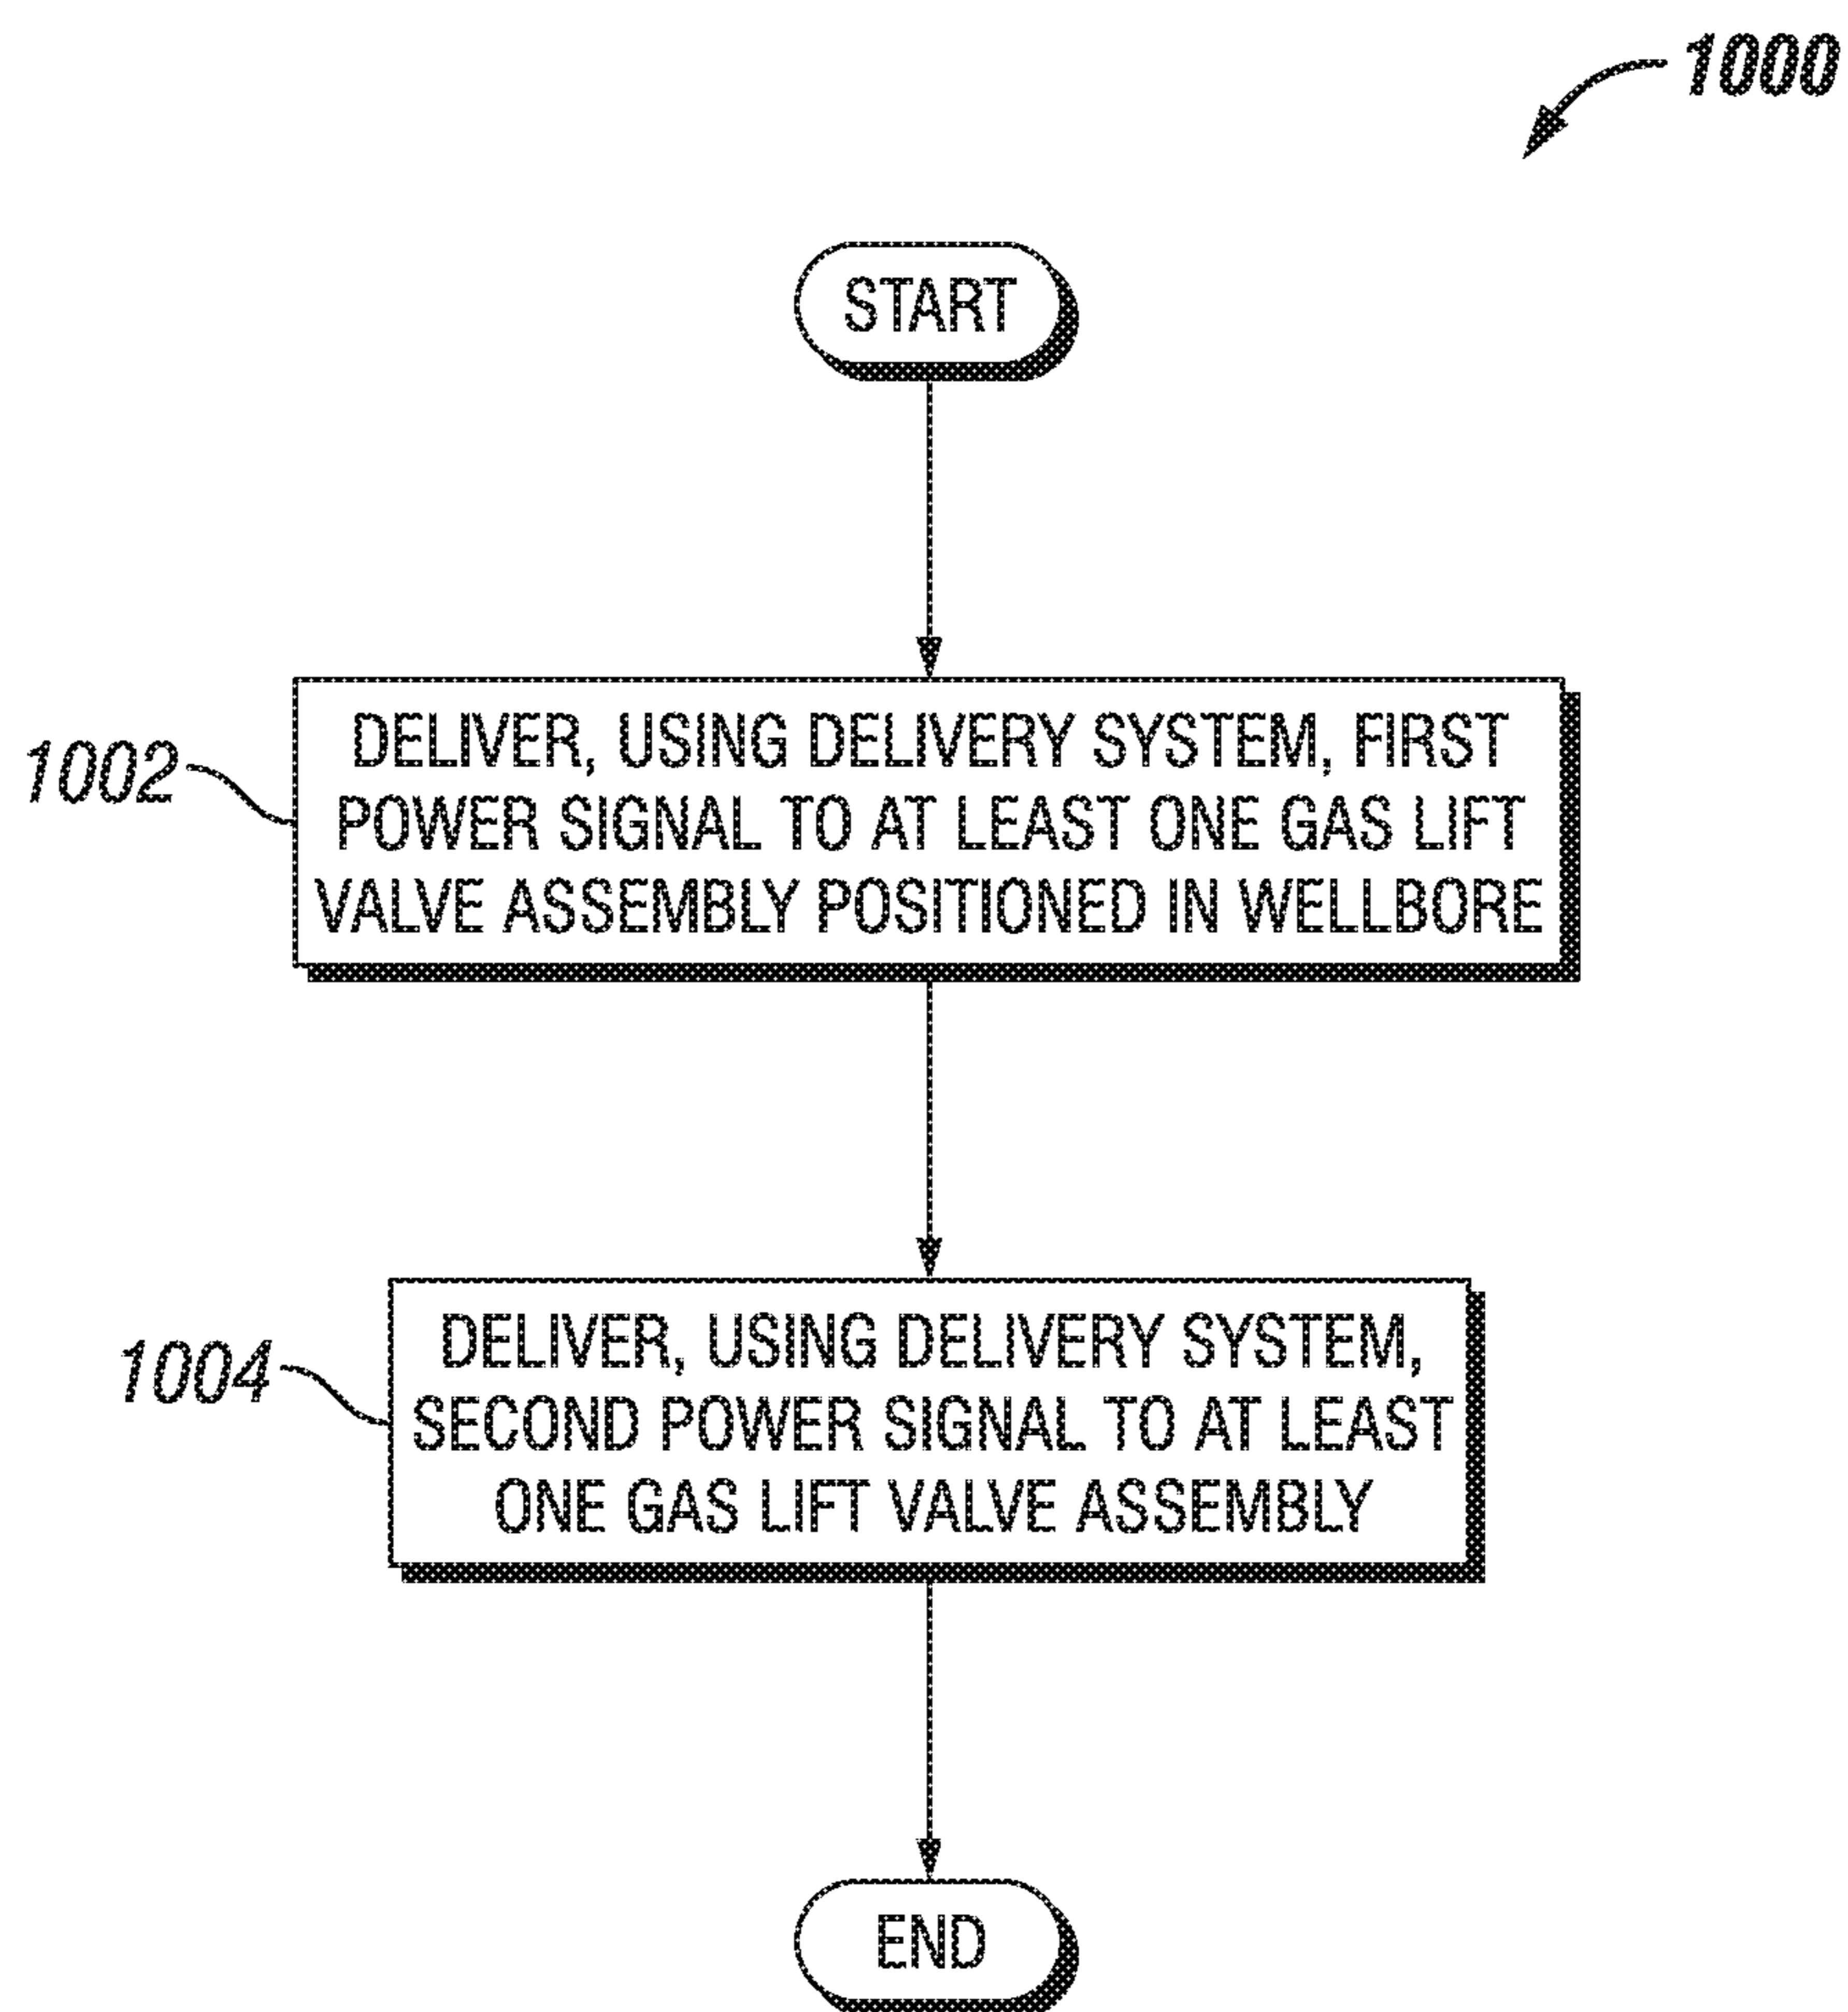 1000
START
1002
DELIVER, USING DELIVERY SYSTEM, FIRST
POWER SIGNAL TO AT LEAST ONE GAS LIFT
VALVE ASSEMBLY POSITIONED IN WELLBORE
1004
DELIVER, USING DELIVERY SYSTEM,
SECOND POWER SIGNAL TO AT LEAST
ONE GAS LIFT VALVE ASSEMBLY
END